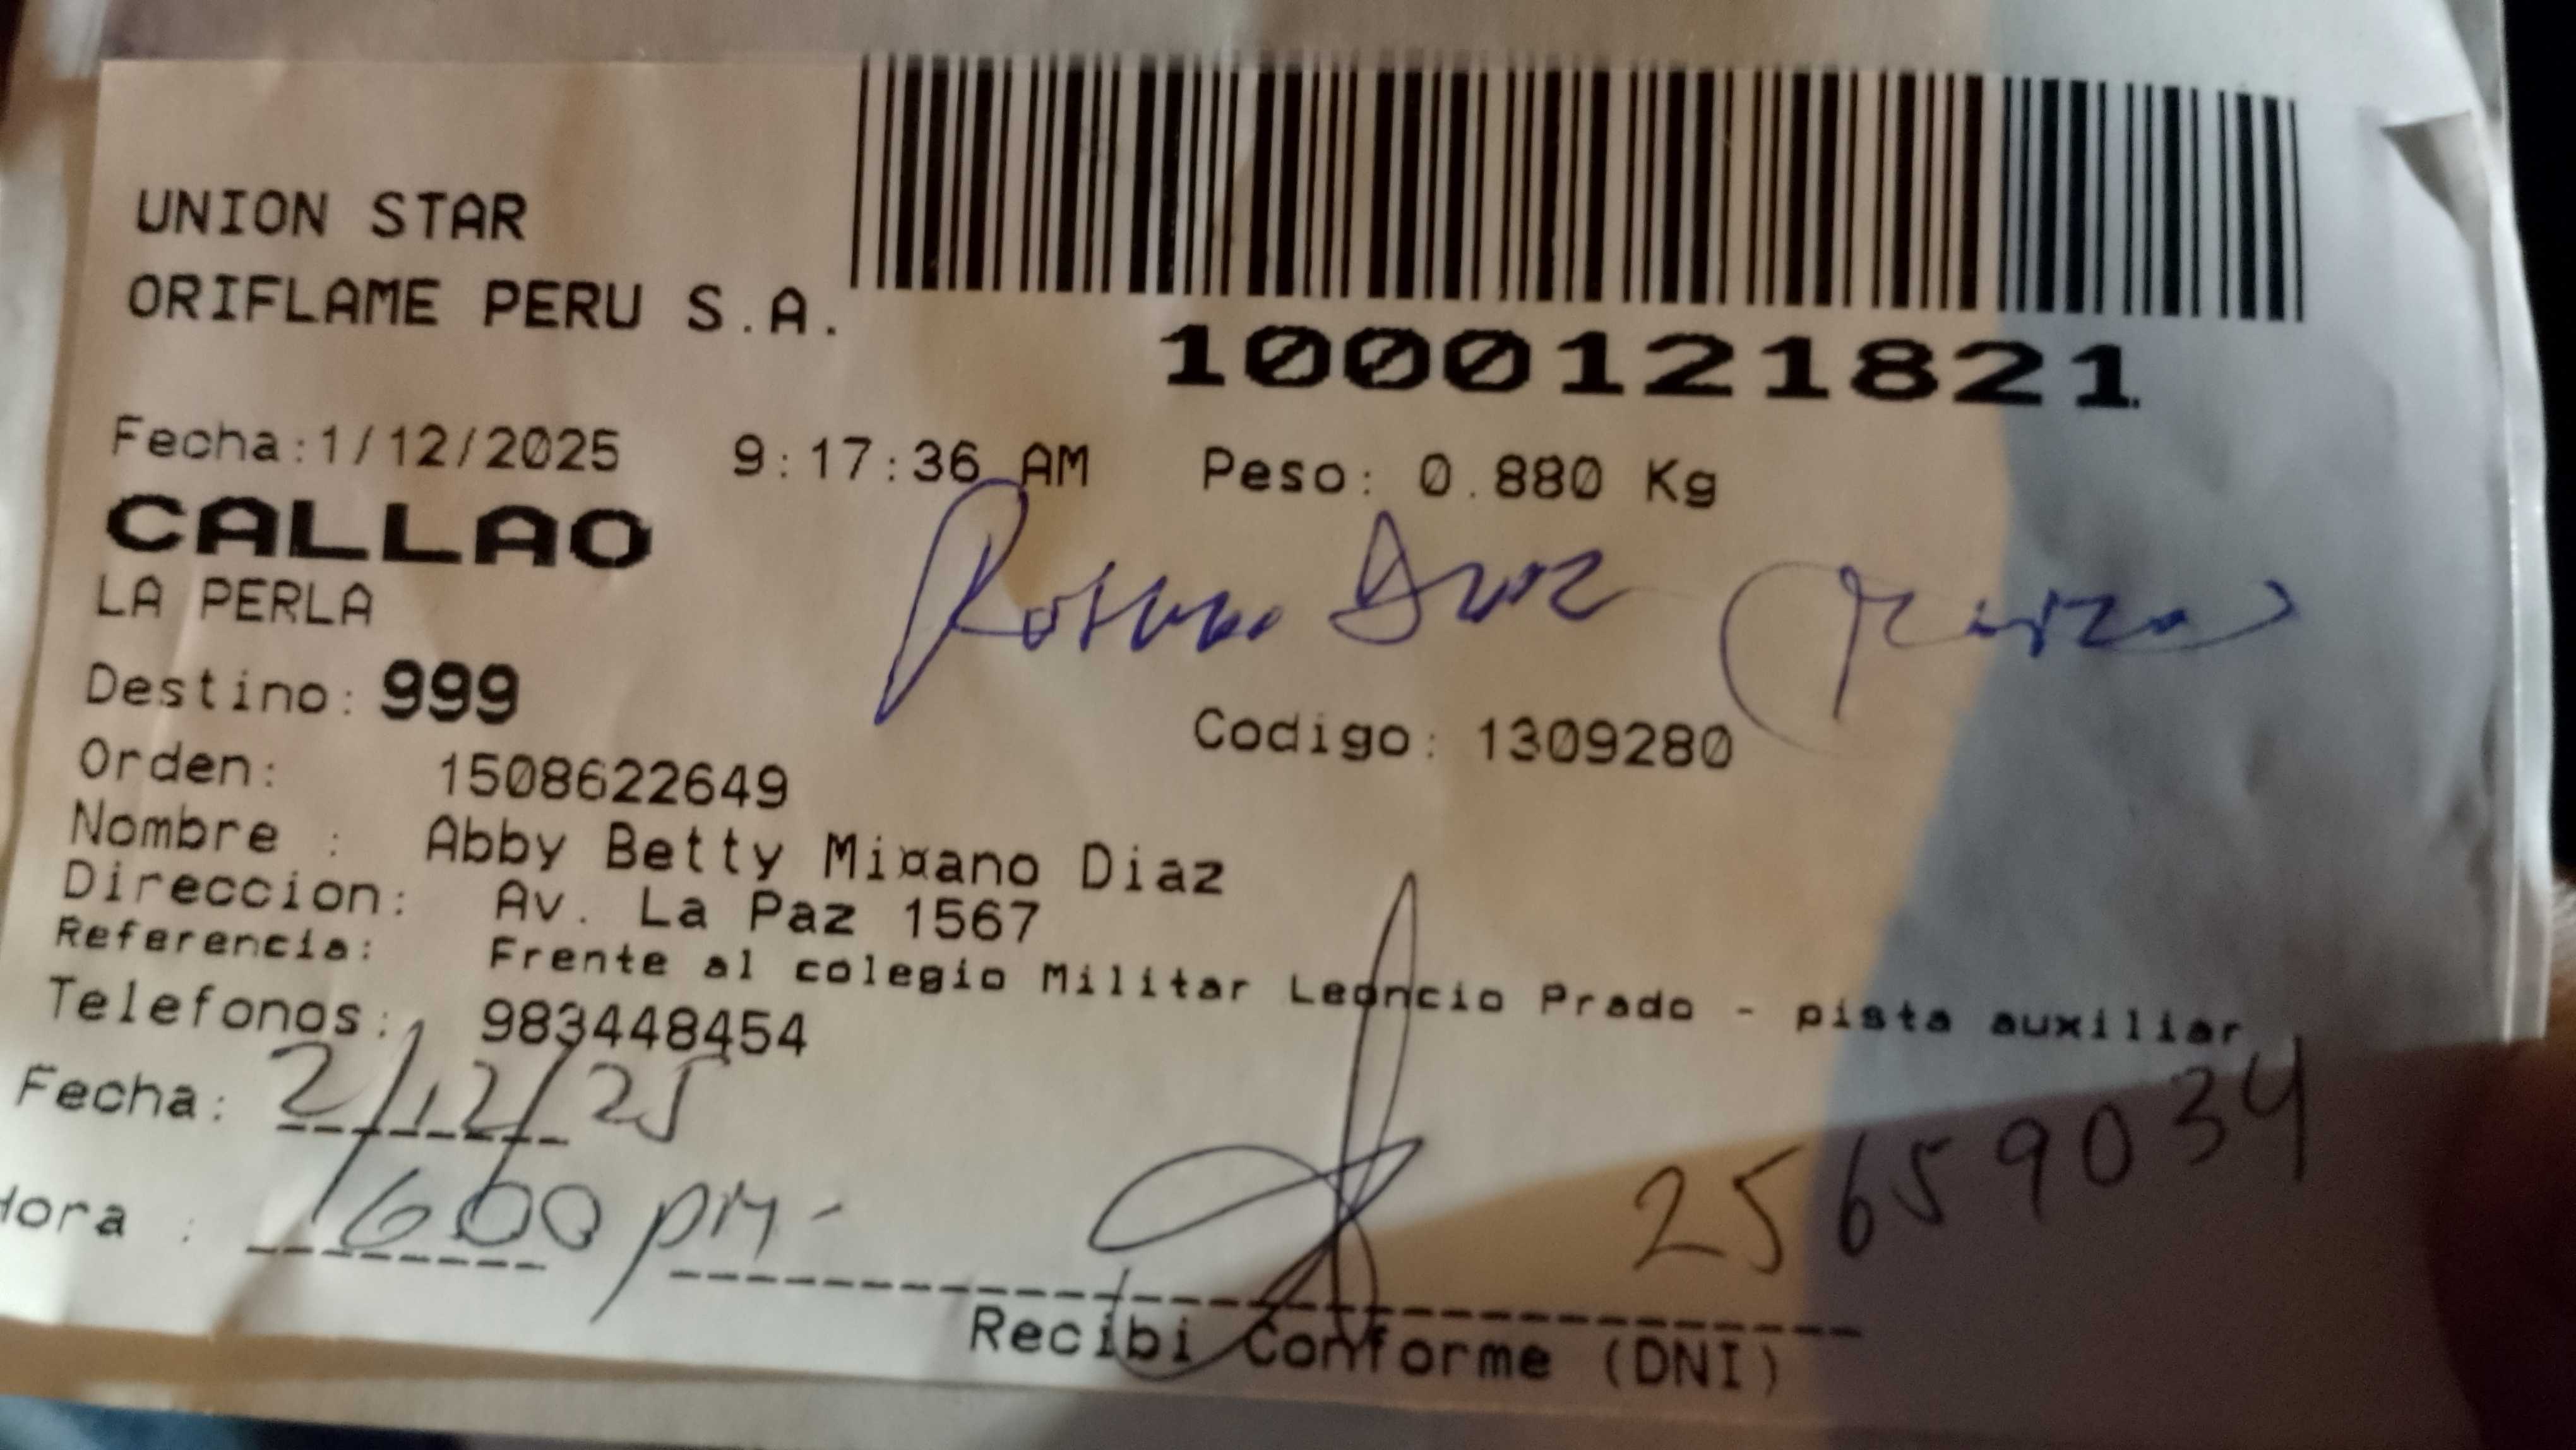 UNION STAR
ORIFLAME PERU S.A.
1000121821
Fecha:1/12/2025 9:17:36 AM Peso: 0.880 Kg
CALLAO
LA PERLA
Destino: 999
Codigo: 1309280
Orden: 1508622649
Nombre : Abby Betty Mi¤ano Diaz
Direccion: Av. La Paz 1567
Referencia: Frente al colegio Militar Leoncio Prado - pista auxiliar
Telefonos: 983448454
Fecha: 2/12/25
Hora : 600 pm -
25659034
Recibi Conforme (DNI)